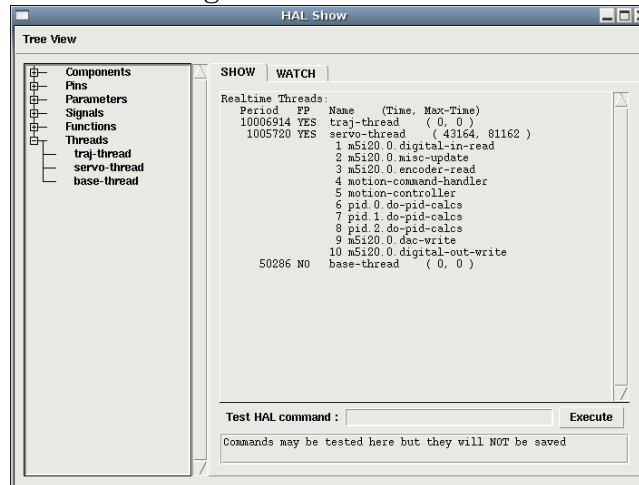 HAL Show
Tree View
Components
Pins
Parameters
Signals
Functions
Threads
traj-thread
servo-thread
base-thread
SHOW WATCH
Realtime Threads:
Period FP Name (Time, Max-Time)
10006914 YES traj-thread ( 0, 0 )
1005720 YES servo-thread ( 43164, 81162 )
1 m5i20.0.digital-in-read
2 m5i20.0.misc-update
3 m5i20.0.encoder-read
4 motion-command-handler
5 motion-controller
6 pid.0.do-pid-calcs
7 pid.1.do-pid-calcs
8 pid.2.do-pid-calcs
9 m5i20.0.dac-write
10 m5i20.0.digital-out-write
50286 NO base-thread ( 0, 0 )
Test HAL command : Execute
Commands may be tested here but they will NOT be saved